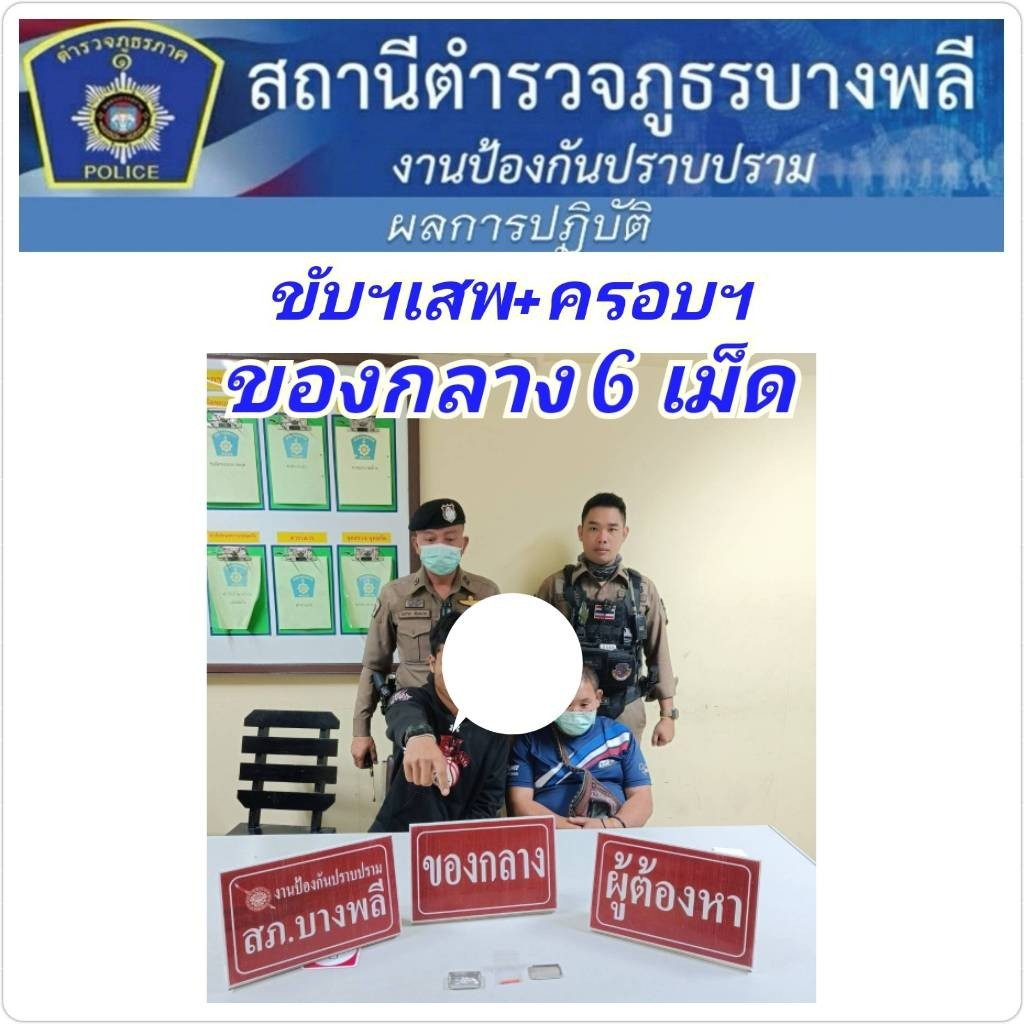 ตำรวจภูธรภาค
๑
POLICE
สถานีตำรวจภูธรบางพลี
งานป้องกันปราบปราม
ผลการปฏิบัติ
ขับฯเสพ+ครอบฯ
ของกลาง 6 เม็ด
งานป้องกันปราบปราม
สภ.บางพลี
ของกลาง
ผู้ต้องหา